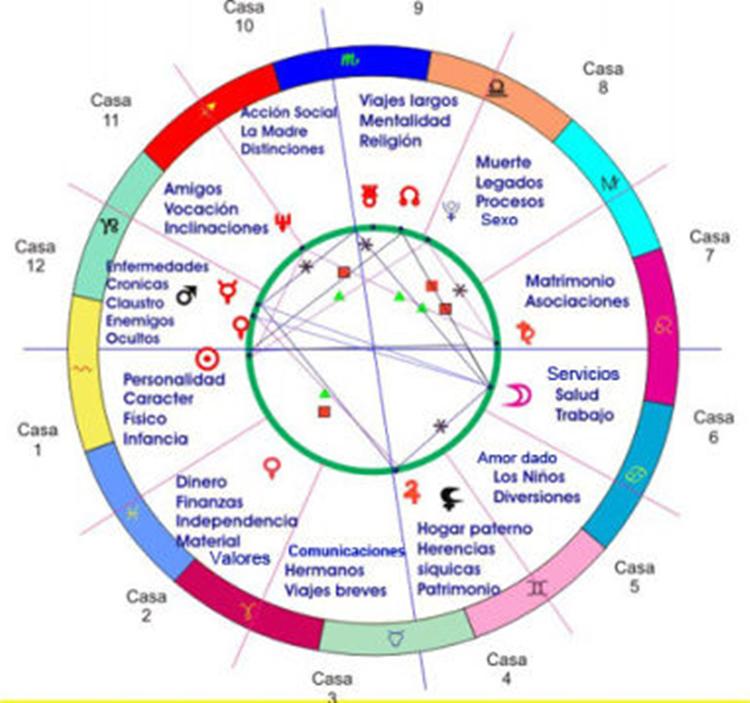 Casa
10
9
Casa
8
Casa
11
Casa
12
Casa
7
Casa
1
Casa
6
Casa
2
Casa
5
Casa
3
Casa
4
Acción Social
La Madre
Distinciones
Viajes largos
Mentalidad
Religión
Muerte
Legados
Procesos
Sexo
Amigos
Vocación
Inclinaciones
Enfermedades
Cronicas
Claustro
Enemigos
Ocultos
Matrimonio
Asociaciones
Personalidad
Caracter
Físico
Infancia
Servicios
Salud
Trabajo
Dinero
Finanzas
Independencia
Material
Valores
Amor dado
Los Niños
Diversiones
Comunicaciones
Hermanos
Viajes breves
Hogar paterno
Herencias
siquicas
Patrimonio